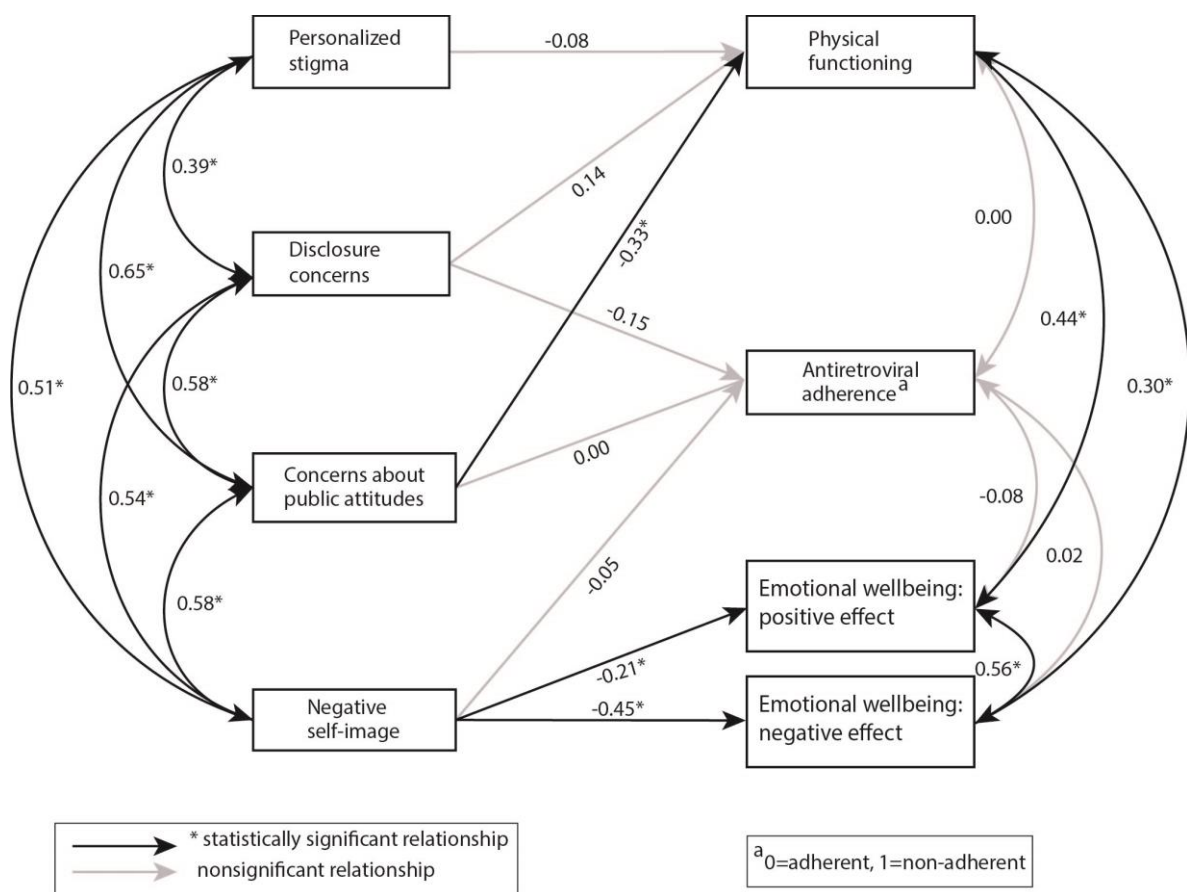 Personalized
stigma
-0.08
Physical
functioning
0.39*
0.14
0.00
-0.33*
Disclosure
concerns
0.65*
-0.15
0.44*
0.51*
0.58*
Antiretroviral
adherence^a
0.30*
0.00
Concerns about
public attitudes
0.54*
-0.08
-0.05
0.02
0.58*
Emotional wellbeing:
positive effect
-0.21*
0.56*
Negative
self-image
-0.45*
Emotional wellbeing:
negative effect
* statistically significant relationship
nonsignificant relationship
^a0=adherent, 1=non-adherent